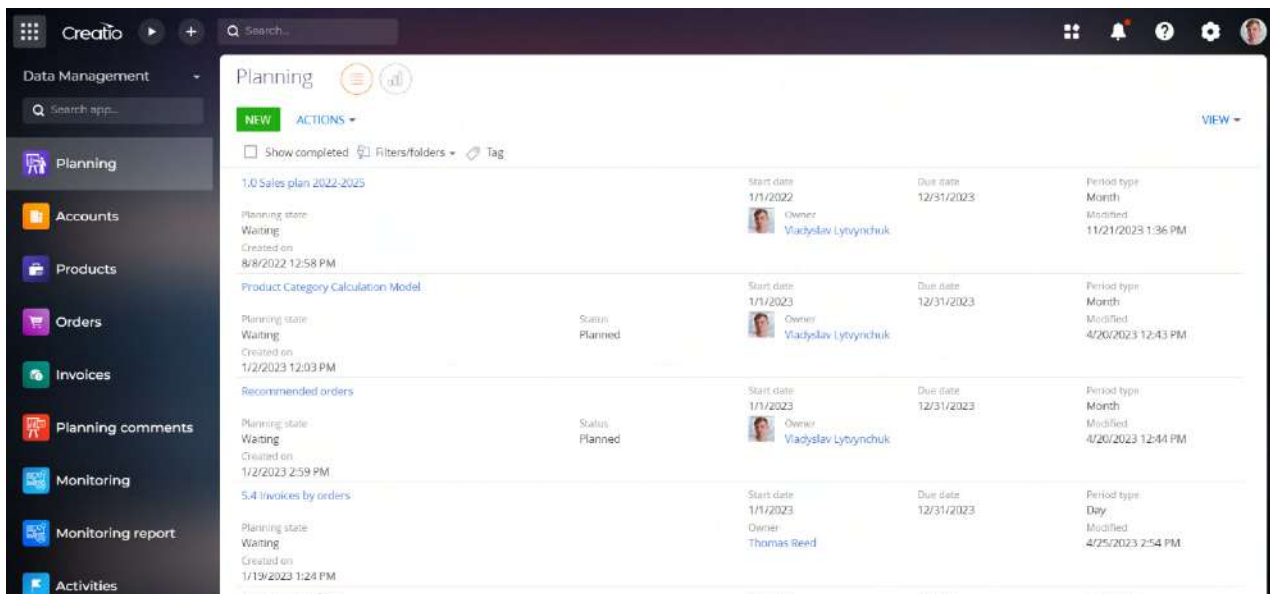 Creatio
Search...
Data Management
Search app...
Planning
Accounts
Products
Orders
Invoices
Planning comments
Monitoring
Monitoring report
Activities
Planning
NEW ACTIONS VIEW
Show completed Filters/folders Tag
1.0 Sales plan 2022-2025 Start date Due date Period type
1/1/2022 12/31/2023 Month
Planning state Owner Modified
Waiting Vladyslav Lytvynchuk 11/21/2023 1:36 PM
Created on
8/8/2022 12:58 PM
Product Category Calculation Model Start date Due date Period type
1/1/2023 12/31/2023 Month
Planning state Status Owner Modified
Waiting Planned Vladyslav Lytvynchuk 4/20/2023 12:43 PM
Created on
1/2/2023 12:03 PM
Recommended orders Start date Due date Period type
1/1/2023 12/31/2023 Month
Planning state Status Owner Modified
Waiting Planned Vladyslav Lytvynchuk 4/20/2023 12:44 PM
Created on
1/2/2023 2:59 PM
5.4 Invoices by orders Start date Due date Period type
1/1/2023 12/31/2023 Day
Planning state Owner Modified
Waiting Thomas Reed 4/25/2023 2:54 PM
Created on
1/19/2023 1:24 PM